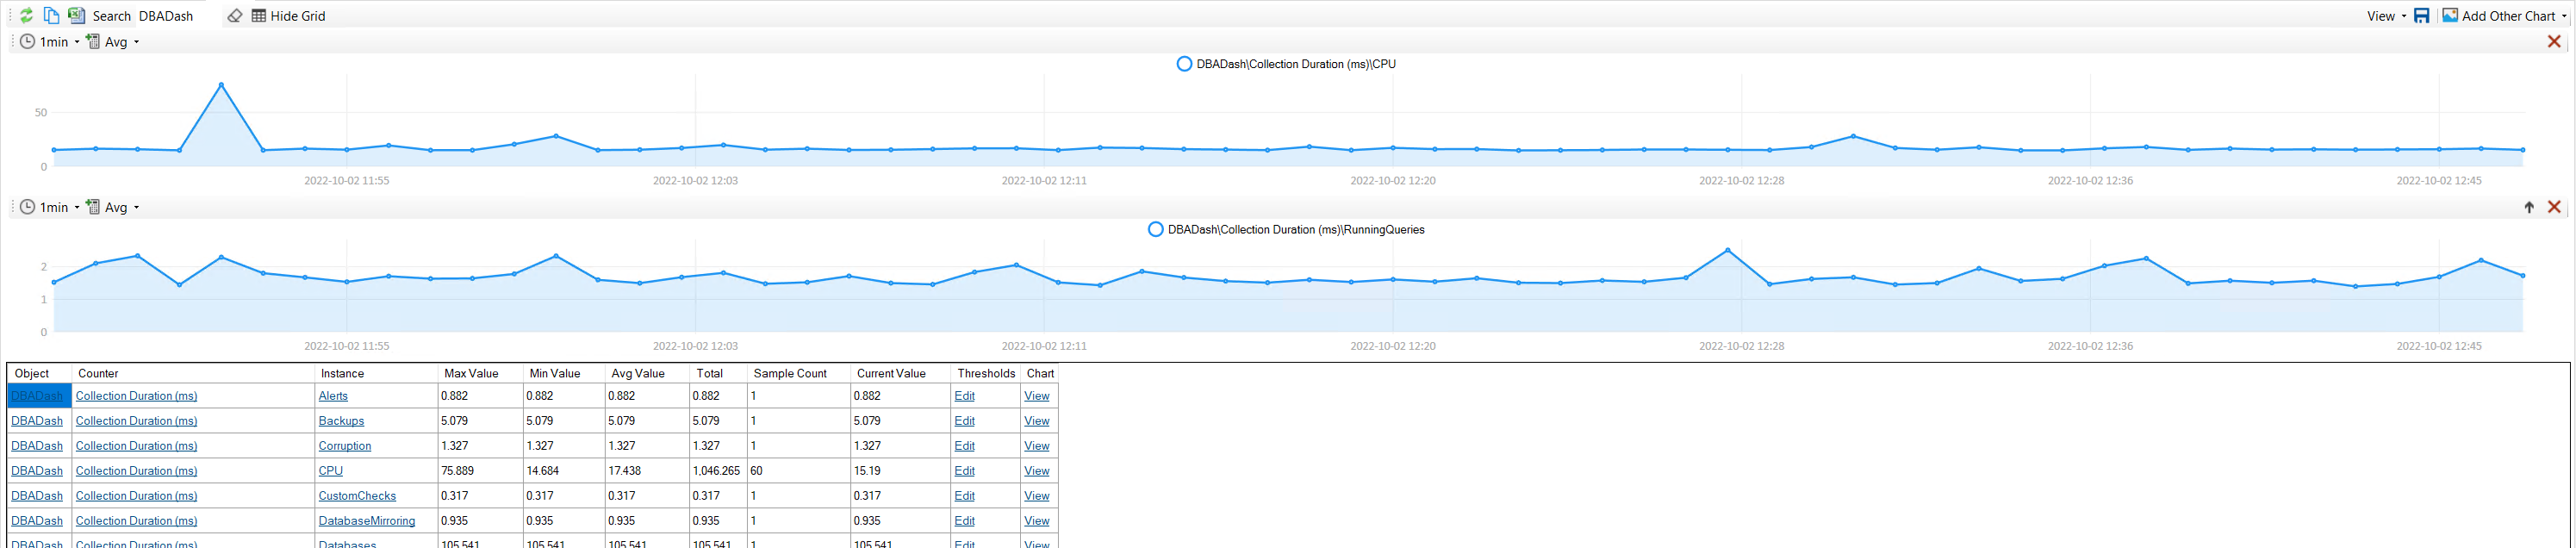 Search DBADash Hide Grid View Add Other Chart
1min Avg
DBADash\Collection Duration (ms)\CPU
50
0
2022-10-02 11:55 2022-10-02 12:03 2022-10-02 12:11 2022-10-02 12:20 2022-10-02 12:28 2022-10-02 12:36 2022-10-02 12:45
1min Avg
DBADash\Collection Duration (ms)\RunningQueries
2
1
0
2022-10-02 11:55 2022-10-02 12:03 2022-10-02 12:11 2022-10-02 12:20 2022-10-02 12:28 2022-10-02 12:36 2022-10-02 12:45
Object Counter Instance Max Value Min Value Avg Value Total Sample Count Current Value Thresholds Chart
DBADash Collection Duration (ms) Alerts 0.882 0.882 0.882 0.882 1 0.882 Edit View
DBADash Collection Duration (ms) Backups 5.079 5.079 5.079 5.079 1 5.079 Edit View
DBADash Collection Duration (ms) Corruption 1.327 1.327 1.327 1.327 1 1.327 Edit View
DBADash Collection Duration (ms) CPU 75.889 14.684 17.438 1,046.265 60 15.19 Edit View
DBADash Collection Duration (ms) CustomChecks 0.317 0.317 0.317 0.317 1 0.317 Edit View
DBADash Collection Duration (ms) DatabaseMirroring 0.935 0.935 0.935 0.935 1 0.935 Edit View
DBADash Collection Duration (ms) Databases 105.541 105.541 105.541 105.541 1 105.541 Edit View